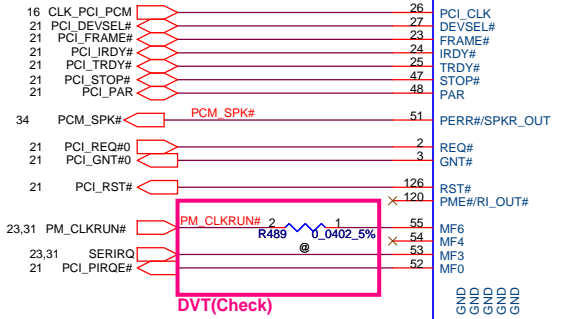 16 CLK_PCI_PCM 26 PCI_CLK
21 PCI_DEVSEL# 27 DEVSEL#
21 PCI_FRAME# 23 FRAME#
21 PCI_IRDY# 24 IRDY#
21 PCI_TRDY# 25 TRDY#
21 PCI_STOP# 47 STOP#
21 PCI_PAR 48 PAR
34 PCM_SPK# PCM_SPK# 51 PERR#/SPKR_OUT
21 PCI_REQ#0 2 REQ#
21 PCI_GNT#0 3 GNT#
21 PCI_RST# 126 RST#
120 PME#/RI_OUT#
23,31 PM_CLKRUN# PM_CLKRUN# 2 1 55 MF6
R489 0_0402_5% 54 MF4
@
23,31 SERIRQ 53 MF3
21 PCI_PIRQE# 52 MF0
DVT(Check)
GND
GND
GND
GND